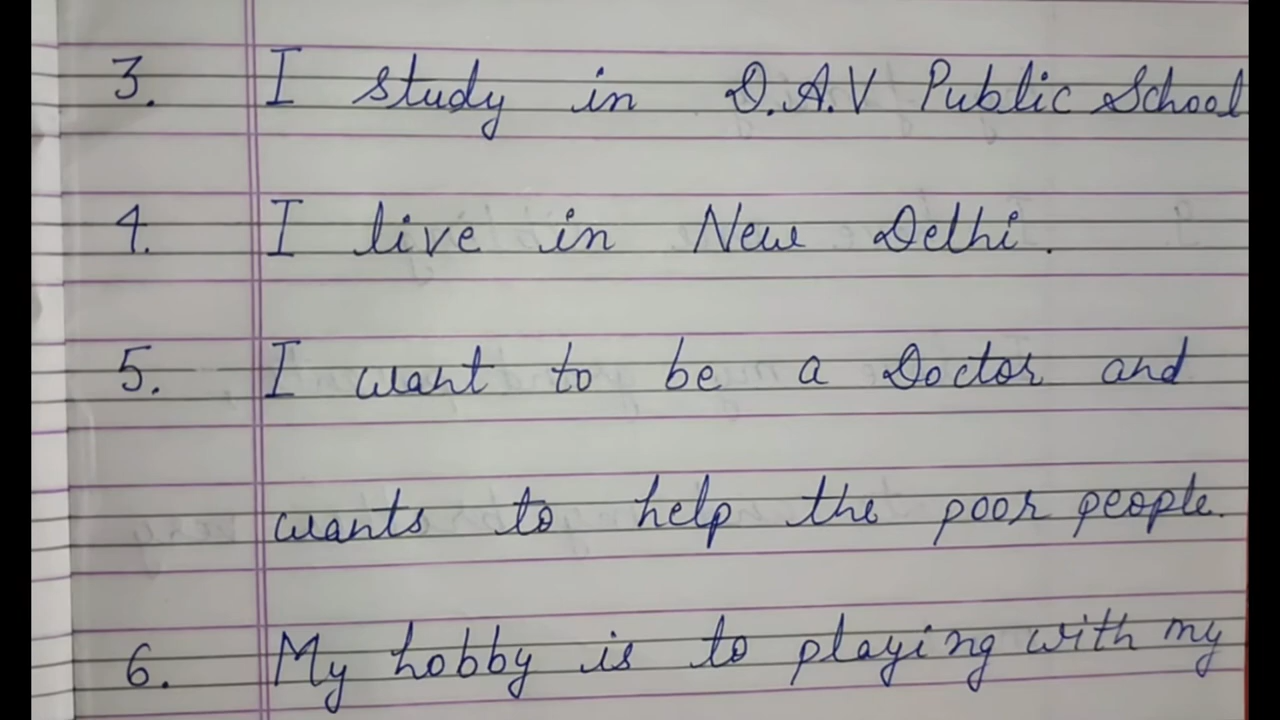 3. I study in D.A.V Public School
4. I live in New Delhi.
5. I want to be a Doctor and
wants to help the poor people.
6. My hobby is to playing with my